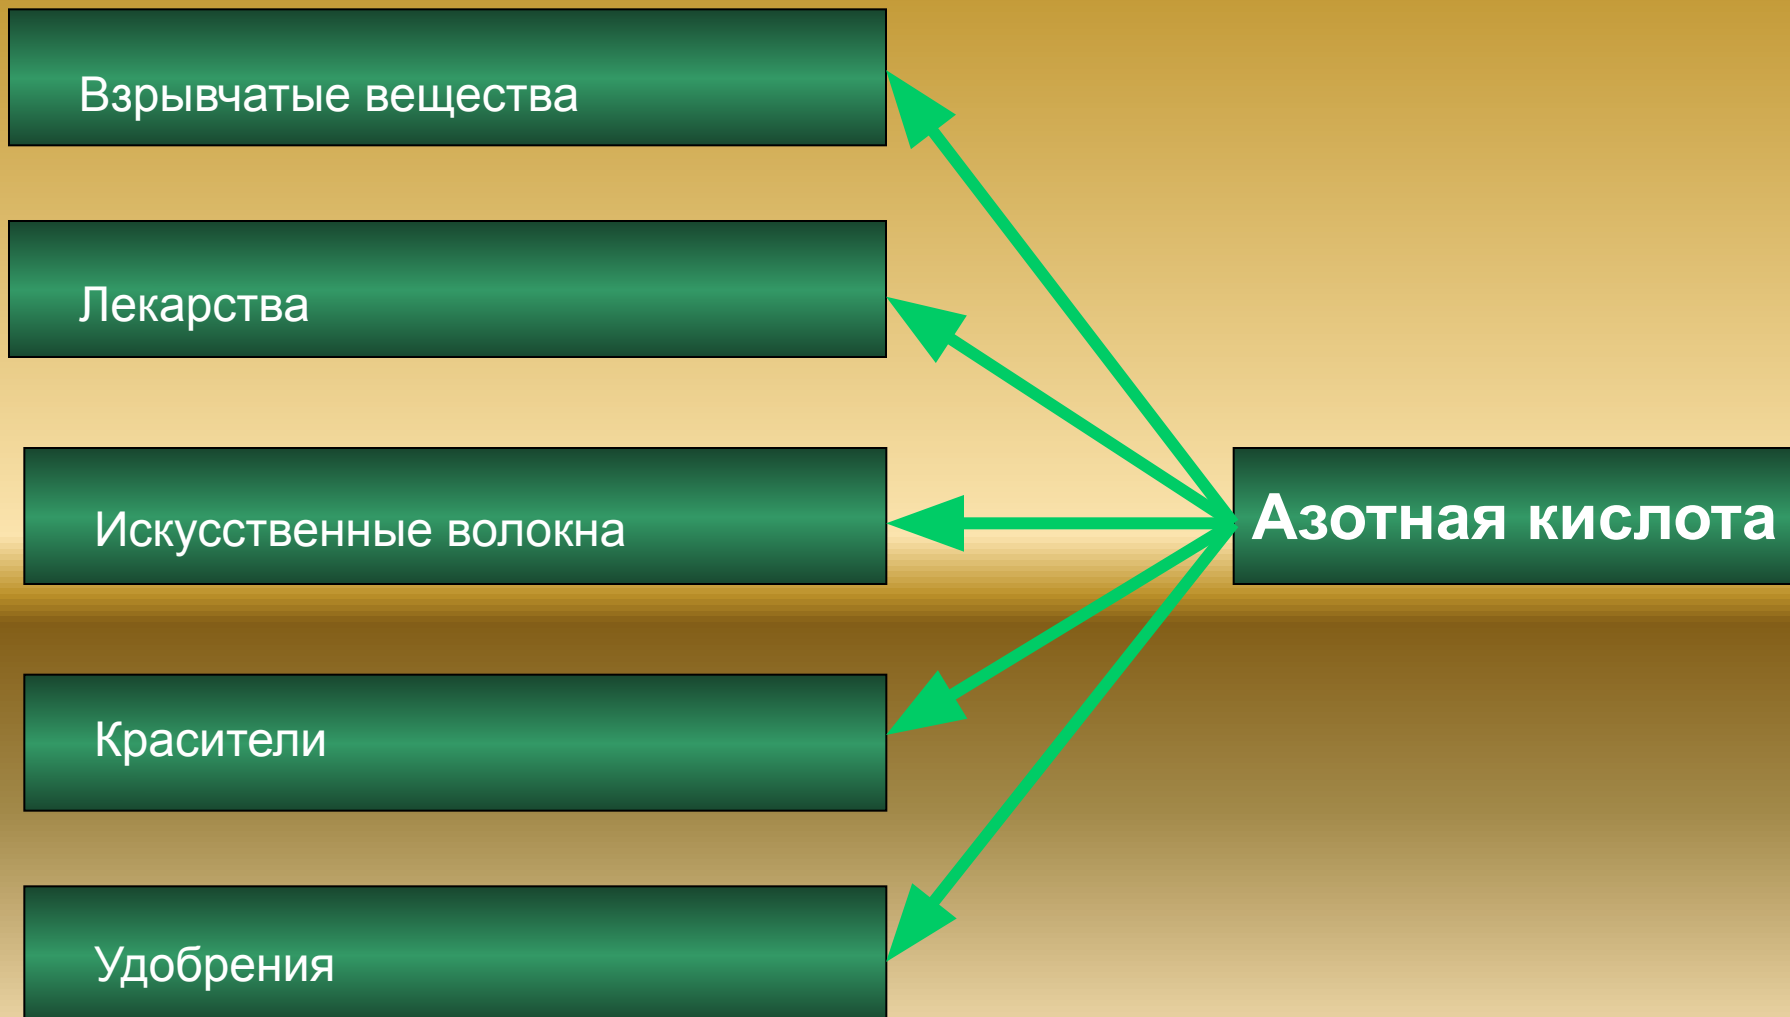 Взрывчатые вещества
Лекарства
Искусственные волокна
Азотная кислота
Красители
Удобрения